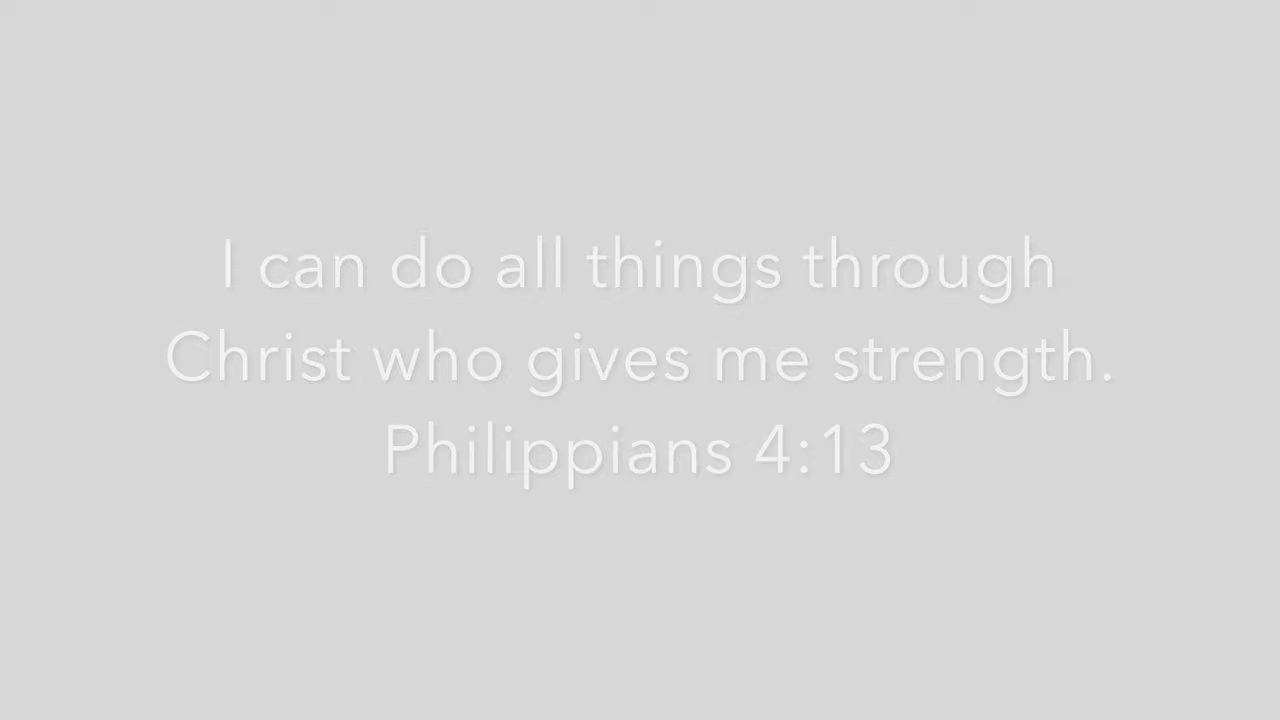 I can do all things through
Christ who gives me strength.
Philippians 4:13